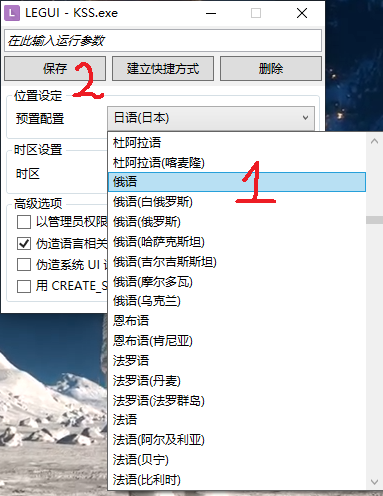 L LEGUI - KSS.exe
在此输入运行参数
保存 建立快捷方式 删除
2
位置设定
预置配置 日语(日本)
时区设置
时区
高级选项
以管理员权限
伪造语言相关
伪造系统 UI
用 CREATE_S
杜阿拉语
杜阿拉语(喀麦隆)
俄语
1
俄语(白俄罗斯)
俄语(俄罗斯)
俄语(哈萨克斯坦)
俄语(吉尔吉斯斯坦)
俄语(摩尔多瓦)
俄语(乌克兰)
恩布语
恩布语(肯尼亚)
法罗语
法罗语(丹麦)
法罗语(法罗群岛)
法语
法语(阿尔及利亚)
法语(贝宁)
法语(比利时)